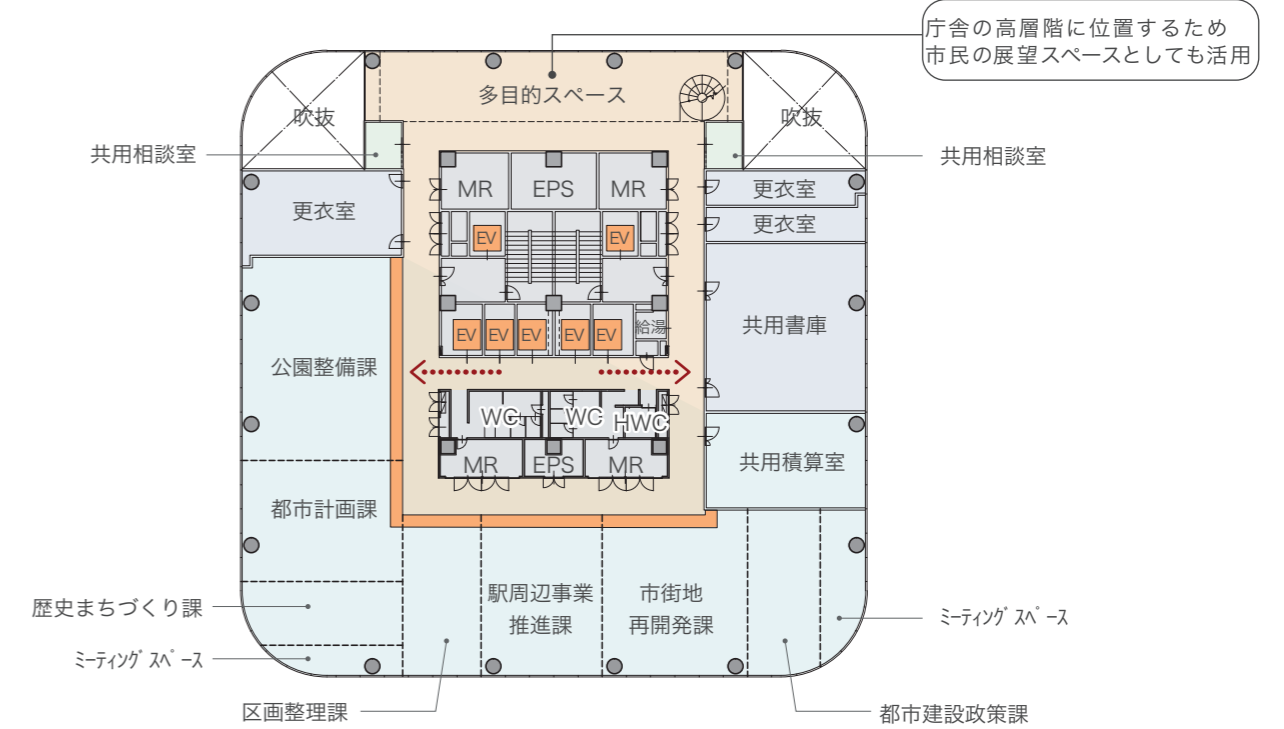 庁舎の高層階に位置するため
市民の展望スペースとしても活用
多目的スペース
吹抜
吹抜
共用相談室
共用相談室
MR
EPS
MR
更衣室
更衣室
更衣室
EV
EV
EV
EV
EV
EV
EV
給湯
共用書庫
公園整備課
WC
WC
HWC
MR
EPS
MR
共用積算室
都市計画課
駅周辺事業
推進課
市街地
再開発課
歴史まちづくり課
ミーティングスペース
ミーティングスペース
区画整理課
都市建設政策課